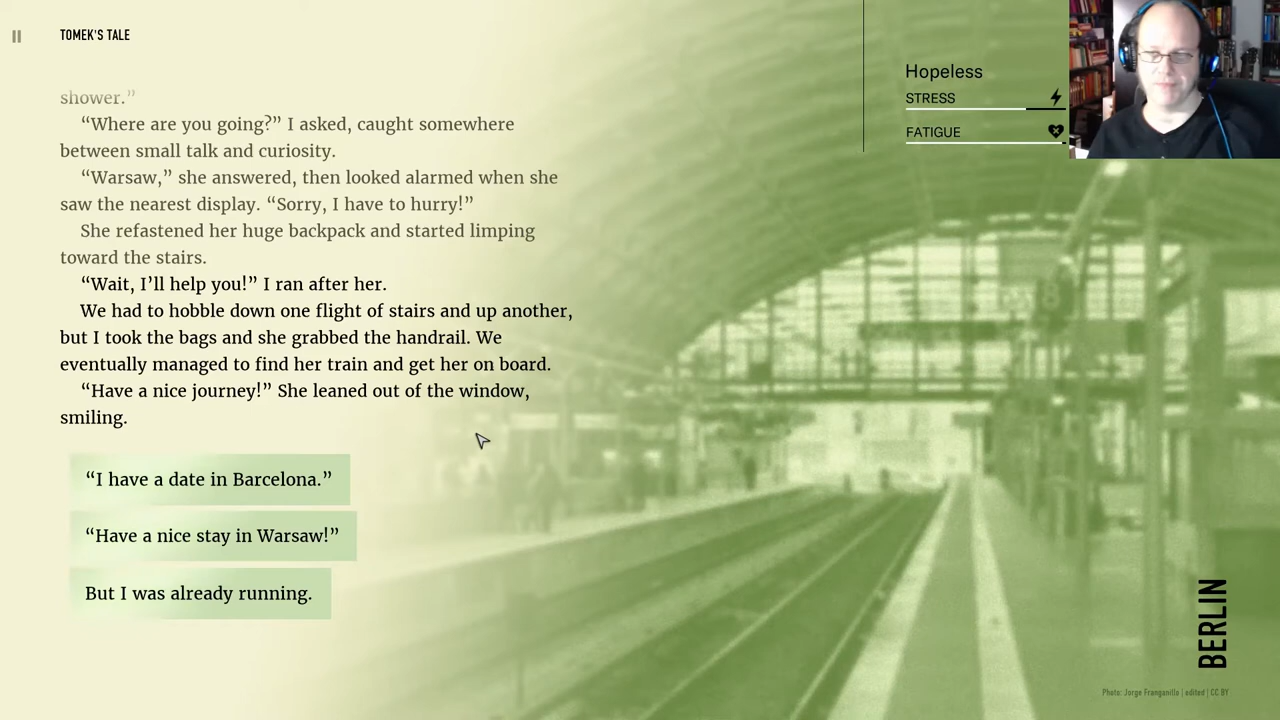 TOMEK'S TALE
shower.”
“Where are you going?” I asked, caught somewhere
between small talk and curiosity.
“Warsaw,” she answered, then looked alarmed when she
saw the nearest display. “Sorry, I have to hurry!”
She refastened her huge backpack and started limping
toward the stairs.
“Wait, I’ll help you!” I ran after her.
We had to hobble down one flight of stairs and up another,
but I took the bags and she grabbed the handrail. We
eventually managed to find her train and get her on board.
“Have a nice journey!” She leaned out of the window,
smiling.
“I have a date in Barcelona.”
“Have a nice stay in Warsaw!”
But I was already running.
Hopeless
STRESS
FATIGUE
BERLIN
Photo: Jorge Franganillo | edited | CC BY